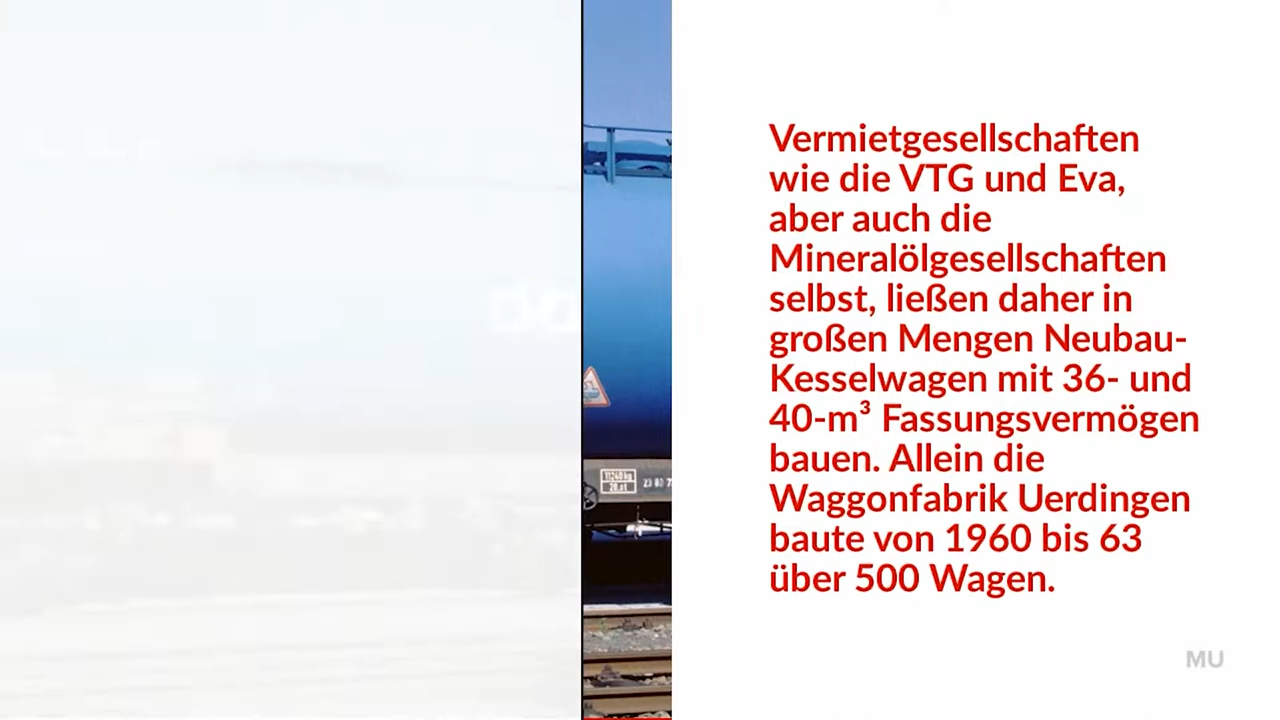 Vermietgesellschaften
wie die VTG und Eva,
aber auch die
Mineralölgesellschaften
selbst, ließen daher in
großen Mengen Neubau-
Kesselwagen mit 36- und
40-m³ Fassungsvermögen
bauen. Allein die
Waggonfabrik Uerdingen
baute von 1960 bis 63
über 500 Wagen.
MU